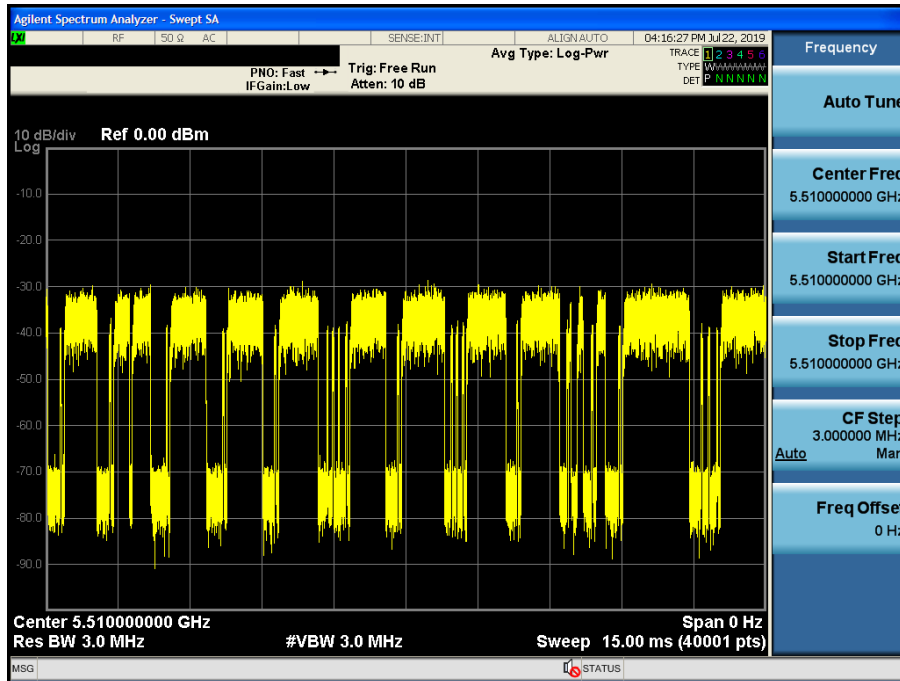 Agilent Spectrum Analyzer - Swept SA
LXI RF 50 Ω AC SENSE:INT ALIGN AUTO 04:16:27 PM Jul 22, 2019
PNO: Fast
IFGain:Low
Trig: Free Run
Atten: 10 dB
Avg Type: Log-Pwr
TRACE 1 2 3 4 5 6
TYPE WWWWWW
DET P N N N N N
Frequency
Auto Tune
10 dB/div Ref 0.00 dBm
Log
-10.0
-20.0
-30.0
-40.0
-50.0
-60.0
-70.0
-80.0
-90.0
Center Freq
5.510000000 GHz
Start Freq
5.510000000 GHz
Stop Freq
5.510000000 GHz
CF Step
3.000000 MHz
Auto Man
Freq Offset
0 Hz
Center 5.510000000 GHz Span 0 Hz
Res BW 3.0 MHz #VBW 3.0 MHz Sweep 15.00 ms (40001 pts)
MSG STATUS